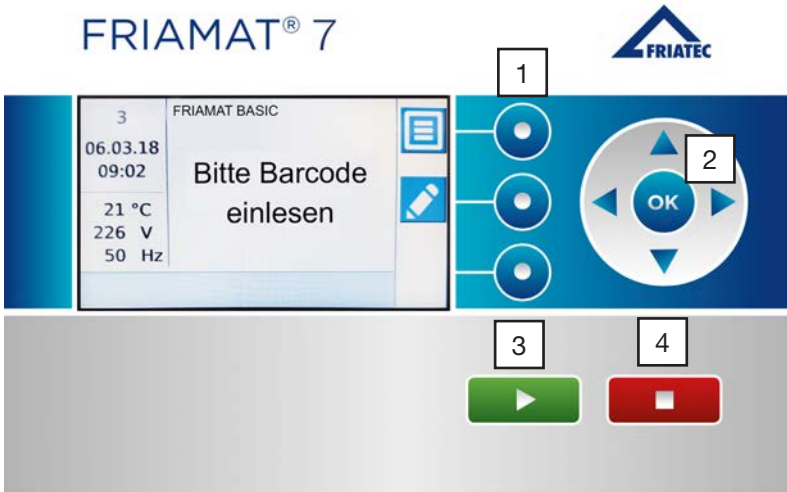 FRIAMAT® 7
FRIATEC
1
3
06.03.18
09:02
21 °C
226 V
50 Hz
FRIAMAT BASIC
Bitte Barcode
einlesen
2
OK
3
4